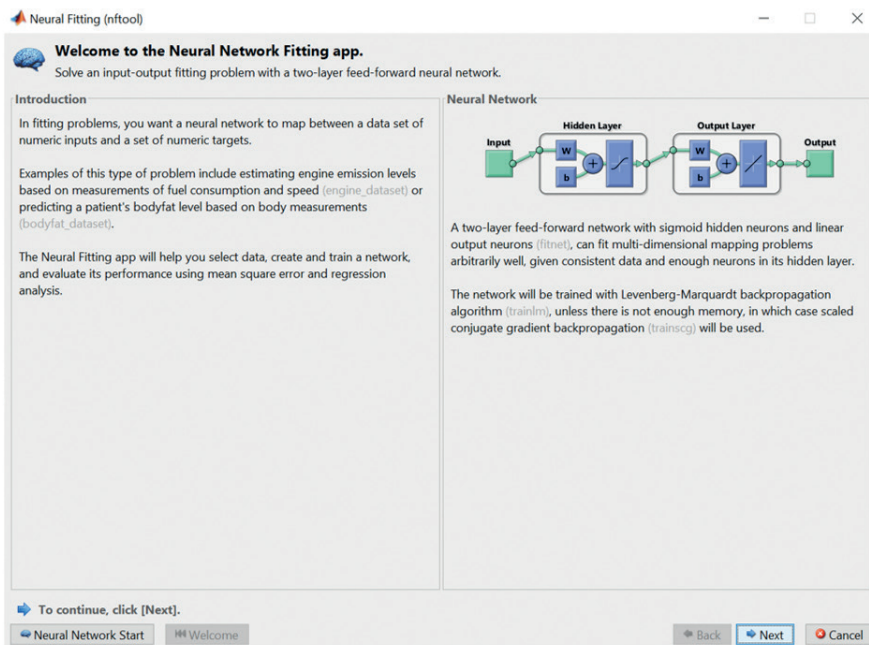 Neural Fitting (nftool)
Welcome to the Neural Network Fitting app.
Solve an input-output fitting problem with a two-layer feed-forward neural network.
Introduction
In fitting problems, you want a neural network to map between a data set of
numeric inputs and a set of numeric targets.
Examples of this type of problem include estimating engine emission levels
based on measurements of fuel consumption and speed (engine_dataset) or
predicting a patient's bodyfat level based on body measurements
(bodyfat_dataset).
The Neural Fitting app will help you select data, create and train a network,
and evaluate its performance using mean square error and regression
analysis.
Neural Network
Hidden Layer Output Layer
Input Output
W W
b b
A two-layer feed-forward network with sigmoid hidden neurons and linear
output neurons (fitnet), can fit multi-dimensional mapping problems
arbitrarily well, given consistent data and enough neurons in its hidden layer.
The network will be trained with Levenberg-Marquardt backpropagation
algorithm (trainlm), unless there is not enough memory, in which case scaled
conjugate gradient backpropagation (trainscg) will be used.
To continue, click [Next].
Neural Network Start Welcome Back Next Cancel